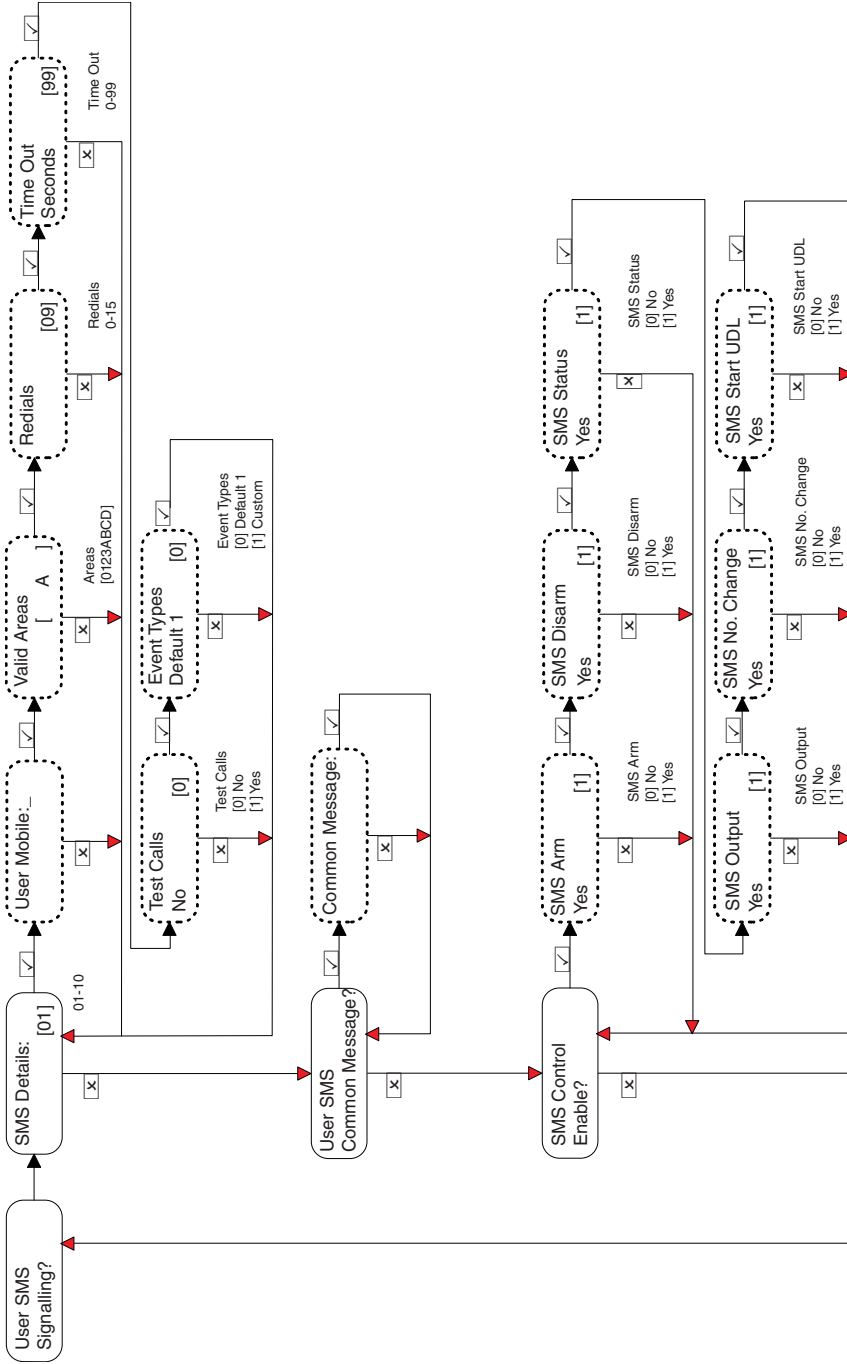 User SMS
Signalling?
SMS Details:
[01]
01-10
User Mobile:_
Valid Areas
[ A ]
Areas
[0123ABCD]
Redials
[09]
Redials
0-15
Time Out
Seconds
[99]
Time Out
0-99
Test Calls
No
[0]
Test Calls
[0] No
[1] Yes
Event Types
Default 1
[0]
Event Types
[0] Default 1
[1] Custom
User SMS
Common Message?
Common Message:
SMS Control
Enable?
SMS Arm
Yes
[1]
SMS Arm
[0] No
[1] Yes
SMS Disarm
Yes
[1]
SMS Disarm
[0] No
[1] Yes
SMS Status
Yes
[1]
SMS Status
[0] No
[1] Yes
SMS Output
Yes
[1]
SMS Output
[0] No
[1] Yes
SMS No. Change
Yes
[1]
SMS No. Change
[0] No
[1] Yes
SMS Start UDL
Yes
[1]
SMS Start UDL
[0] No
[1] Yes